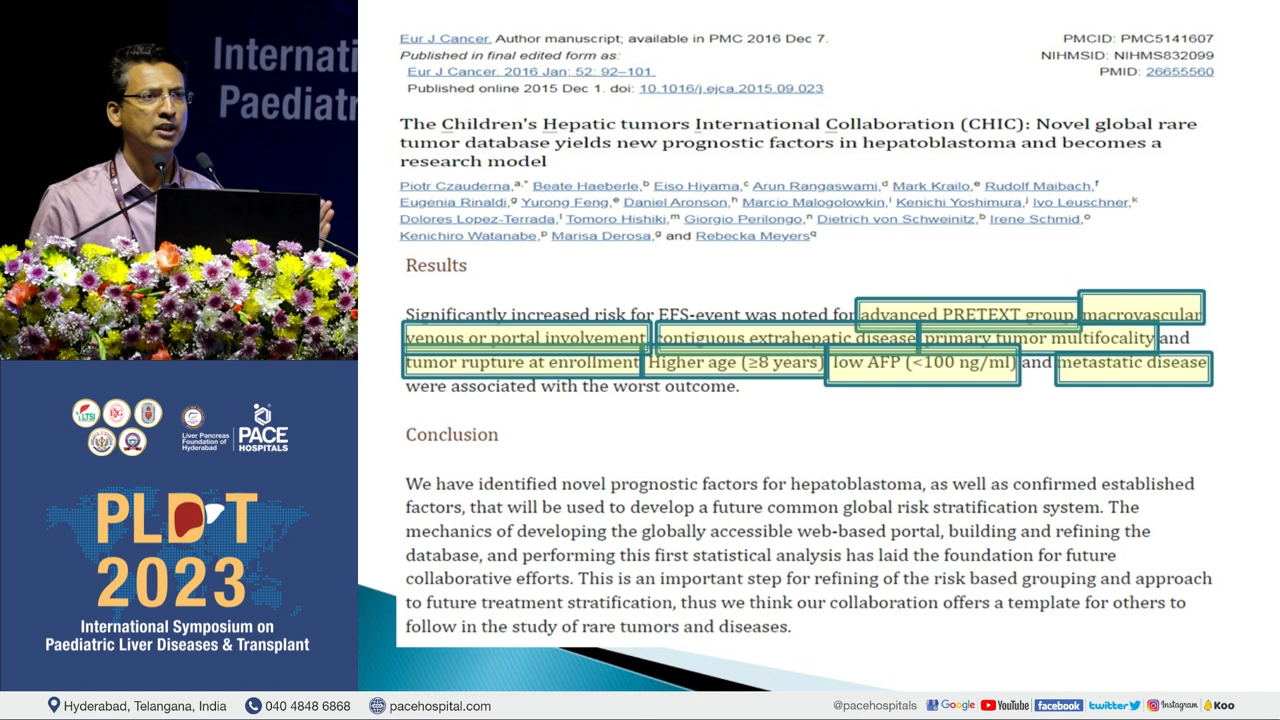 Internati
Paediatr
Eur J Cancer. Author manuscript; available in PMC 2016 Dec 7.
Published in final edited form as:
Eur J Cancer. 2016 Jan; 52: 92–101.
Published online 2015 Dec 1. doi: 10.1016/j.ejca.2015.09.023
PMCID: PMC5141607
NIHMSID: NIHMS832099
PMID: 26655560
The Children's Hepatic tumors International Collaboration (CHIC): Novel global rare
tumor database yields new prognostic factors in hepatoblastoma and becomes a
research model
Piotr Czauderna,a,* Beate Haeberle,b Eiso Hiyama,c Arun Rangaswami,d Mark Krailo,e Rudolf Maibach,f
Eugenia Rinaldi,g Yurong Feng,e Daniel Aronson,h Marcio Malogolowkin,i Kenichi Yoshimura,j Ivo Leuschner,k
Dolores Lopez-Terrada,l Tomoro Hishiki,m Giorgio Perilongo,n Dietrich von Schweinitz,b Irene Schmid,o
Kenichiro Watanabe,p Marisa Derosa,g and Rebecka Meyersq
Results
Significantly increased risk for EFS-event was noted for advanced PRETEXT group, macrovascular
venous or portal involvement, contiguous extrahepatic disease, primary tumor multifocality and
tumor rupture at enrollment. Higher age (≥8 years), low AFP (<100 ng/ml) and metastatic disease
were associated with the worst outcome.
Conclusion
We have identified novel prognostic factors for hepatoblastoma, as well as confirmed established
factors, that will be used to develop a future common global risk stratification system. The
mechanics of developing the globally accessible web-based portal, building and refining the
database, and performing this first statistical analysis has laid the foundation for future
collaborative efforts. This is an important step for refining of the risk based grouping and approach
to future treatment stratification, thus we think our collaboration offers a template for others to
follow in the study of rare tumors and diseases.
LTSI
Liver Pancreas
Foundation of
Hyderabad
PACE
HOSPITALS
PLDT
2023
International Symposium on
Paediatric Liver Diseases & Transplant
Hyderabad, Telangana, India
040 4848 6868
pacehospital.com
@pacehospitals
Google
YouTube
facebook
twitter
Instagram
Koo